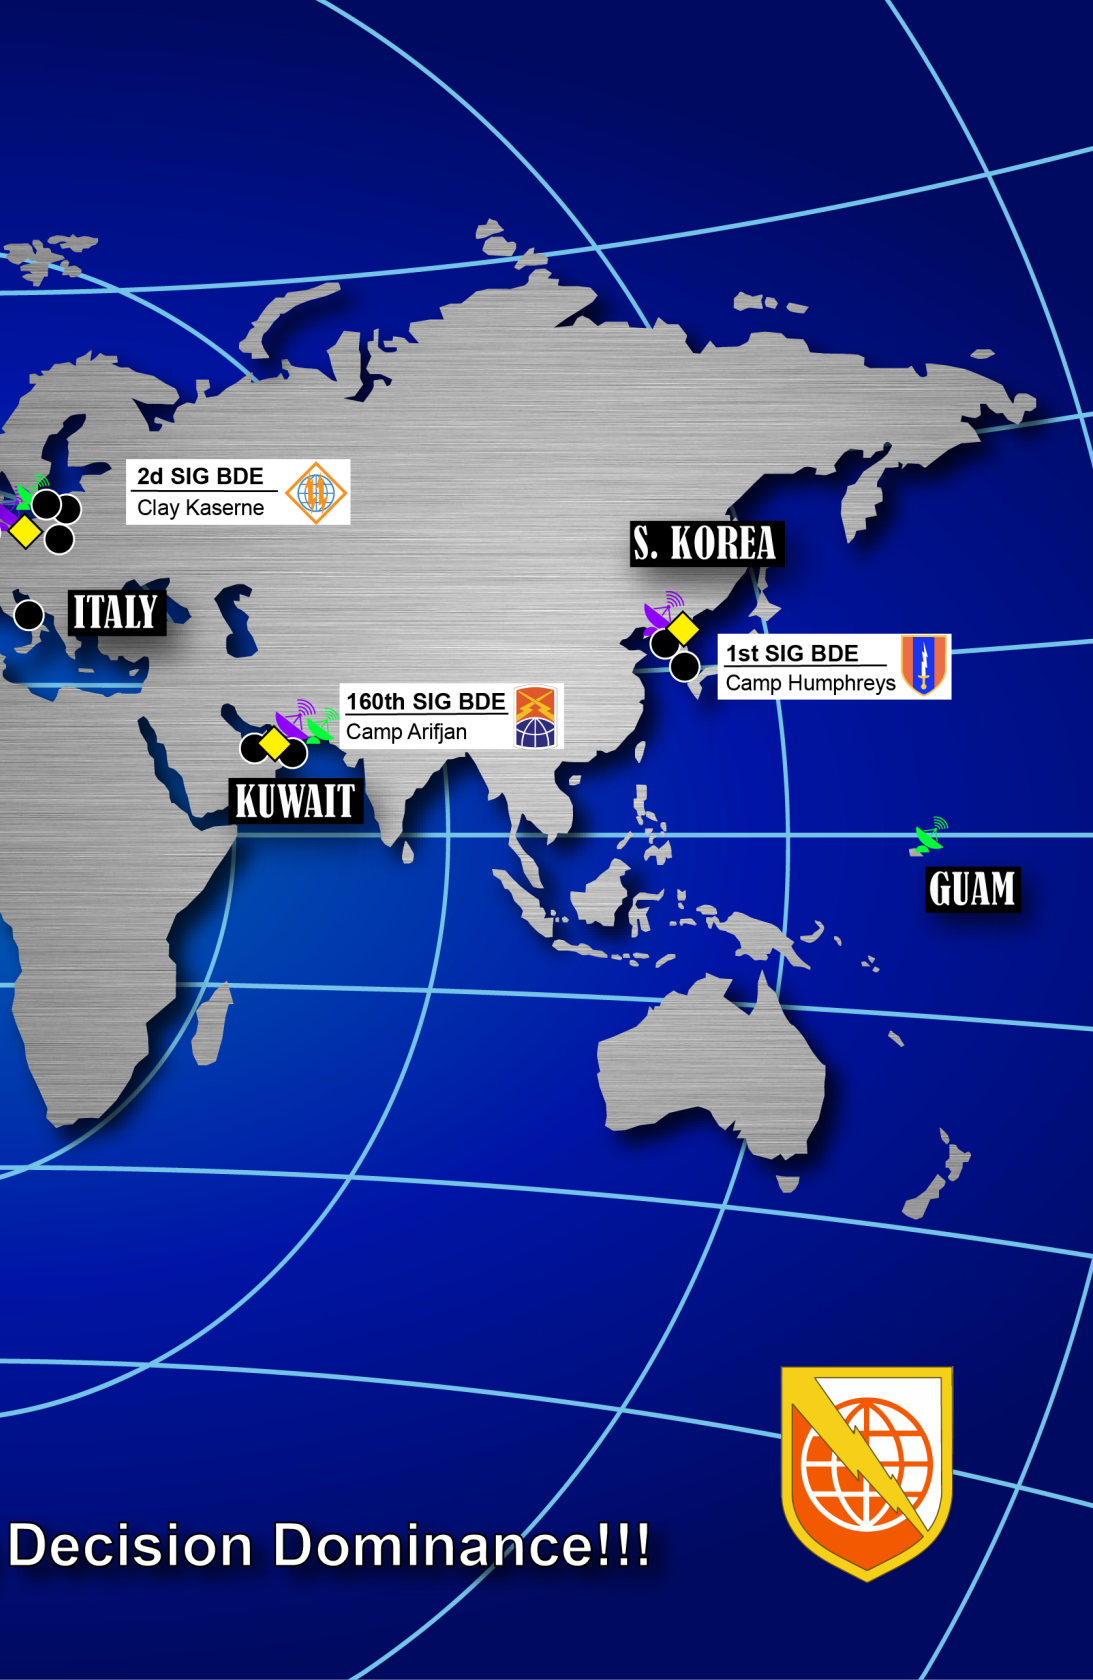 2d SIG BDE
Clay Kaserne
S. KOREA
ITALY
1st SIG BDE
Camp Humphreys
160th SIG BDE
Camp Arifjan
KUWAIT
GUAM
Decision Dominance!!!